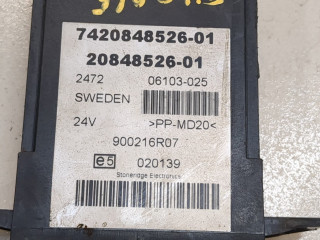 7420848526-01
20848526-01
2472 06103-025
SWEDEN
24V >PP-MD20<
900216R07
e5 020139
Stoneridge Electronics